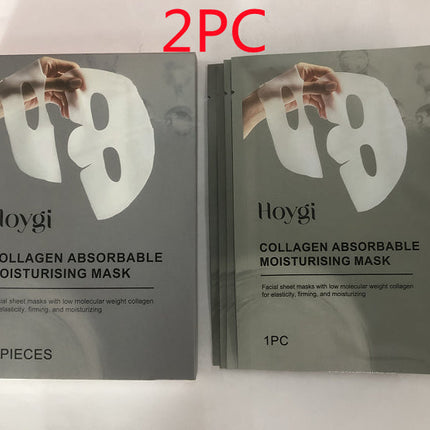 2PC
Hoygi
COLLAGEN ABSORBABLE
MOISTURISING MASK
Facial sheet masks with low molecular weight collagen
for elasticity, firming, and moisturizing
1PC
Hoygi
COLLAGEN ABSORBABLE
MOISTURISING MASK
Facial sheet masks with low molecular weight collagen
elasticity, firming, and moisturizing
PIECES